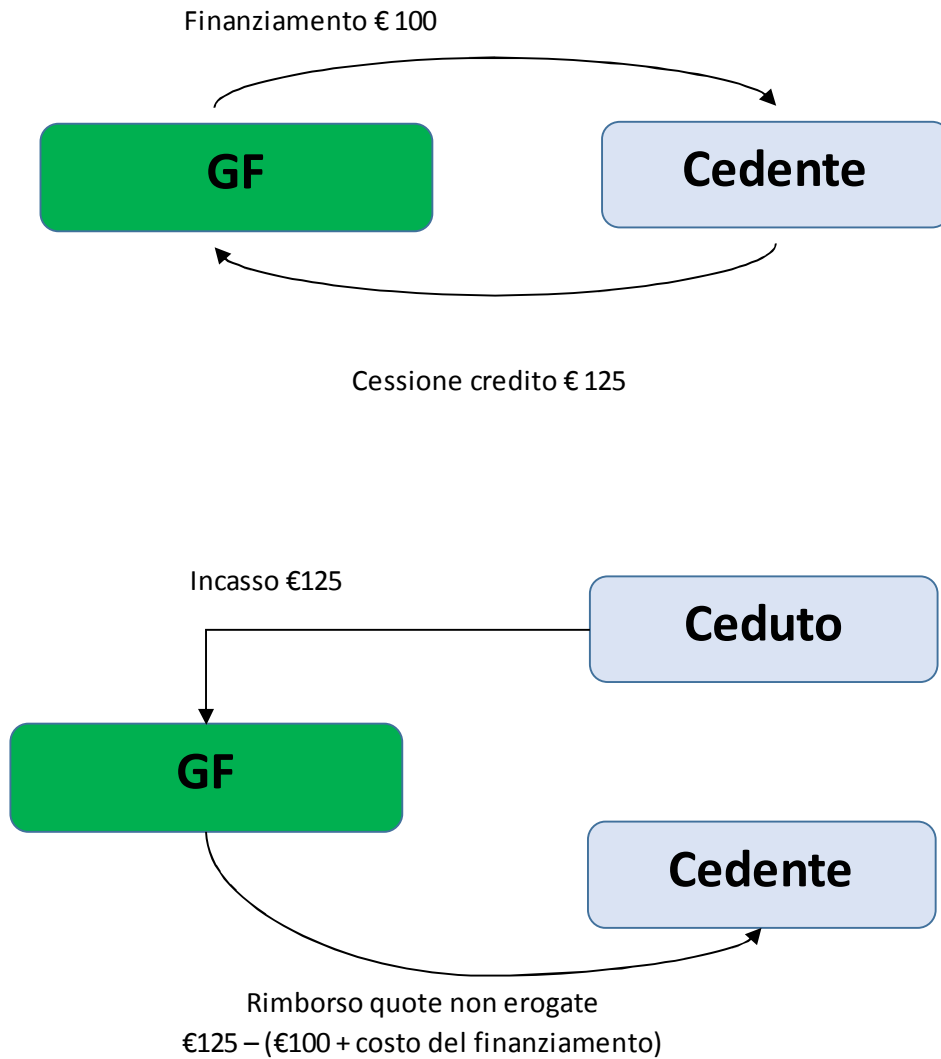 Finanziamento € 100
GF
Cedente
Cessione credito € 125
Incasso €125
Ceduto
GF
Cedente
Rimborso quote non erogate
€125 – (€100 + costo del finanziamento)